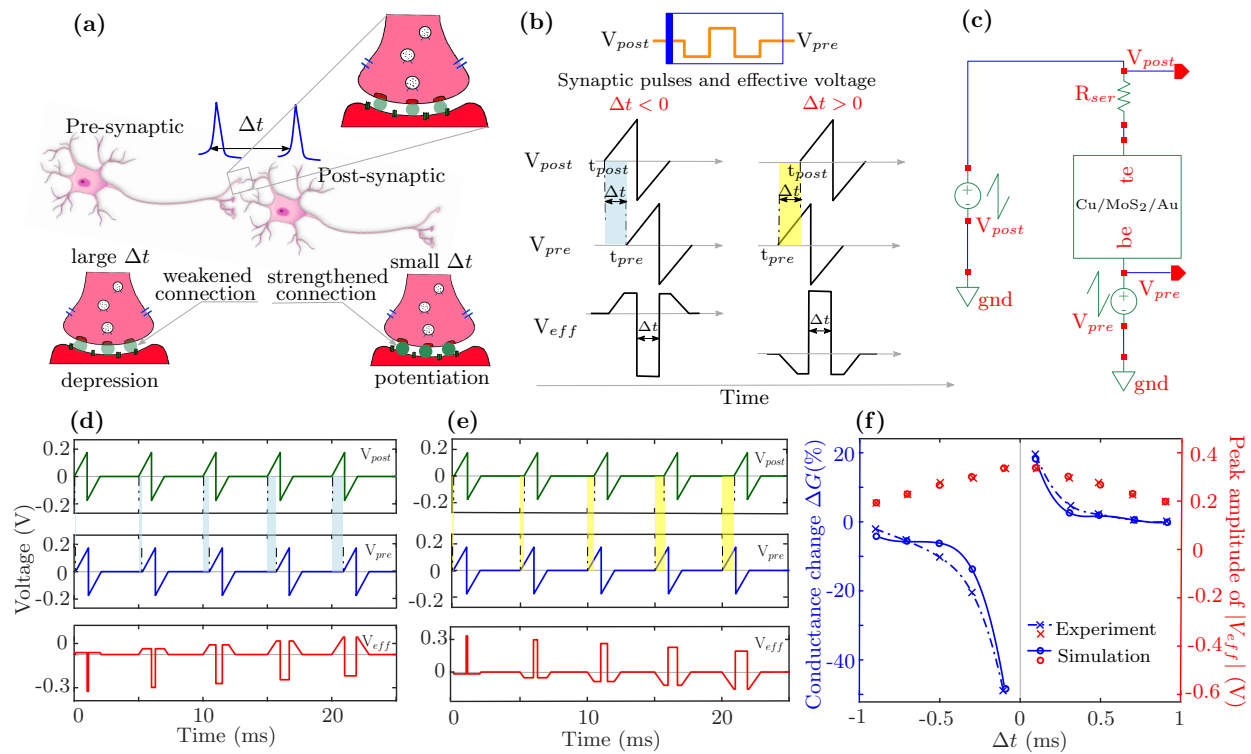 (a)
Pre-synaptic
Δt
Post-synaptic
large Δt
weakened
connection
strengthened
connection
small Δt
depression
potentiation
(b)
V_post
V_pre
Synaptic pulses and effective voltage
Δt < 0
Δt > 0
V_post
t_post
t_post
Δt
Δt
V_pre
t_pre
t_pre
V_eff
Δt
Δt
Time
(c)
V_post
R_ser
te
Cu/MoS₂/Au
be
V_post
V_pre
V_pre
gnd
gnd
(d)
Voltage (V)
0.2
0
-0.2
V_post
0.2
0
-0.2
V_pre
0
-0.3
V_eff
0
10
20
Time (ms)
(e)
0.2
0
-0.2
V_post
0.2
0
-0.2
V_pre
0.3
0
V_eff
0
10
20
Time (ms)
(f)
Conductance change ΔG(%)
20
10
0
-10
-20
-30
-40
Peak amplitude of |V_eff| (V)
0.4
0.2
0
-0.2
-0.4
-0.6
Experiment
Simulation
-1
-0.5
0
0.5
1
Δt (ms)